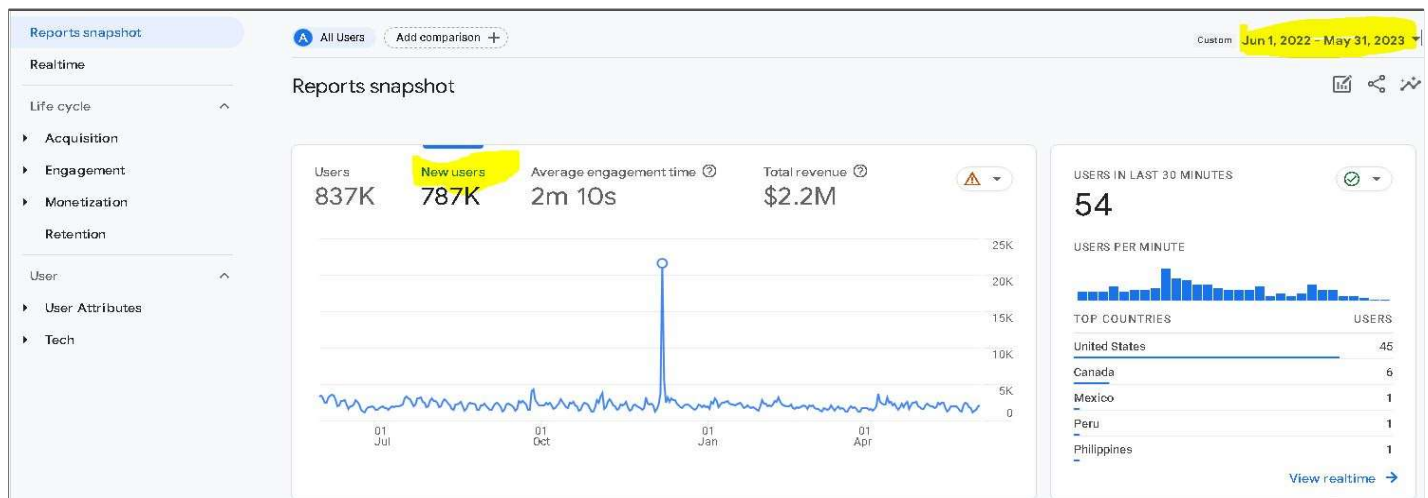 Reports snapshot
Realtime
Life cycle
Acquisition
Engagement
Monetization
Retention
User
User Attributes
Tech
A All Users Add comparison +
Custom Jun 1, 2022 - May 31, 2023
Reports snapshot
Users New users Average engagement time Total revenue
837K 787K 2m 10s $2.2M
25K
20K
15K
10K
5K
0
01 01 01 01
Jul Oct Jan Apr
USERS IN LAST 30 MINUTES
54
USERS PER MINUTE
TOP COUNTRIES USERS
United States 45
Canada 6
Mexico 1
Peru 1
Philippines 1
View realtime →